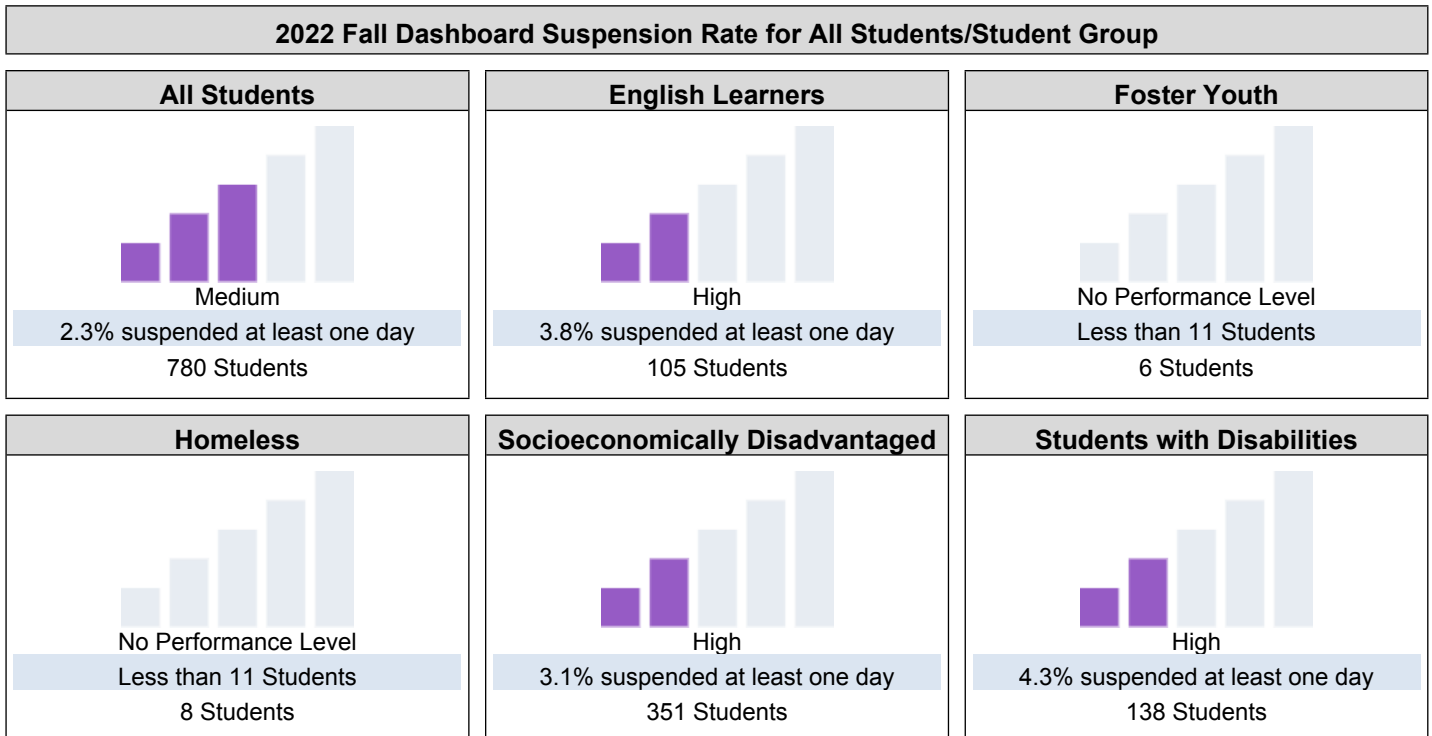 2022 Fall Dashboard Suspension Rate for All Students/Student Group
All Students
Medium
2.3% suspended at least one day
780 Students
English Learners
High
3.8% suspended at least one day
105 Students
Foster Youth
No Performance Level
Less than 11 Students
6 Students
Homeless
No Performance Level
Less than 11 Students
8 Students
Socioeconomically Disadvantaged
High
3.1% suspended at least one day
351 Students
Students with Disabilities
High
4.3% suspended at least one day
138 Students